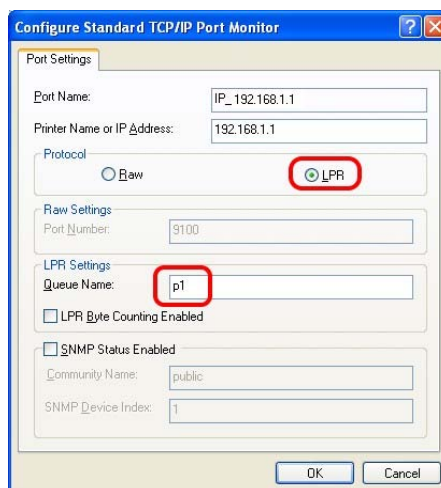 Configure Standard TCP/IP Port Monitor
Port Settings
Port Name: IP_192.168.1.1
Printer Name or IP Address: 192.168.1.1
Protocol
Raw LPR
Raw Settings
Port Number: 9100
LPR Settings
Queue Name: p1
LPR Byte Counting Enabled
SNMP Status Enabled
Community Name: public
SNMP Device Index: 1
OK Cancel